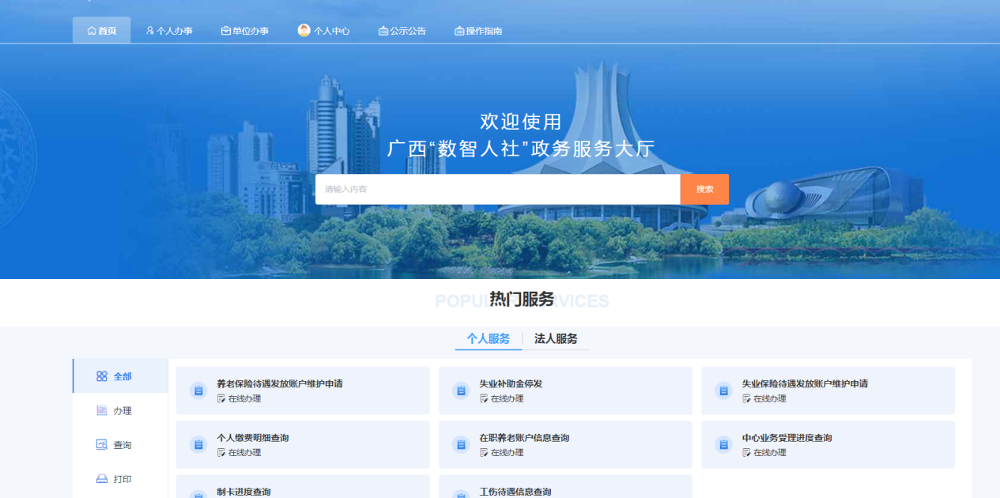 首页
个人办事
单位办事
个人中心
公示公告
操作指南
欢迎使用
广西“数智人社”政务服务大厅
请输入内容
搜索
热门服务
个人服务
法人服务
全部
办理
查询
打印
养老保险待遇发放账户维护申请
在线办理
失业补助金停发
在线办理
失业保险待遇发放账户维护申请
在线办理
个人缴费明细查询
在线办理
在职养老账户信息查询
在线办理
中心业务受理进度查询
在线办理
制卡进度查询
工伤待遇信息查询